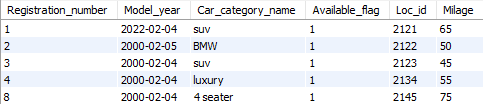 Registration_number Model_year Car_category_name Available_flag Loc_id Milage
1 2022-02-04 suv 1 2121 65
2 2000-02-05 BMW 1 2122 50
3 2000-02-04 suv 1 2123 45
4 2000-02-04 luxury 1 2134 55
8 2000-02-04 4 seater 1 2145 75